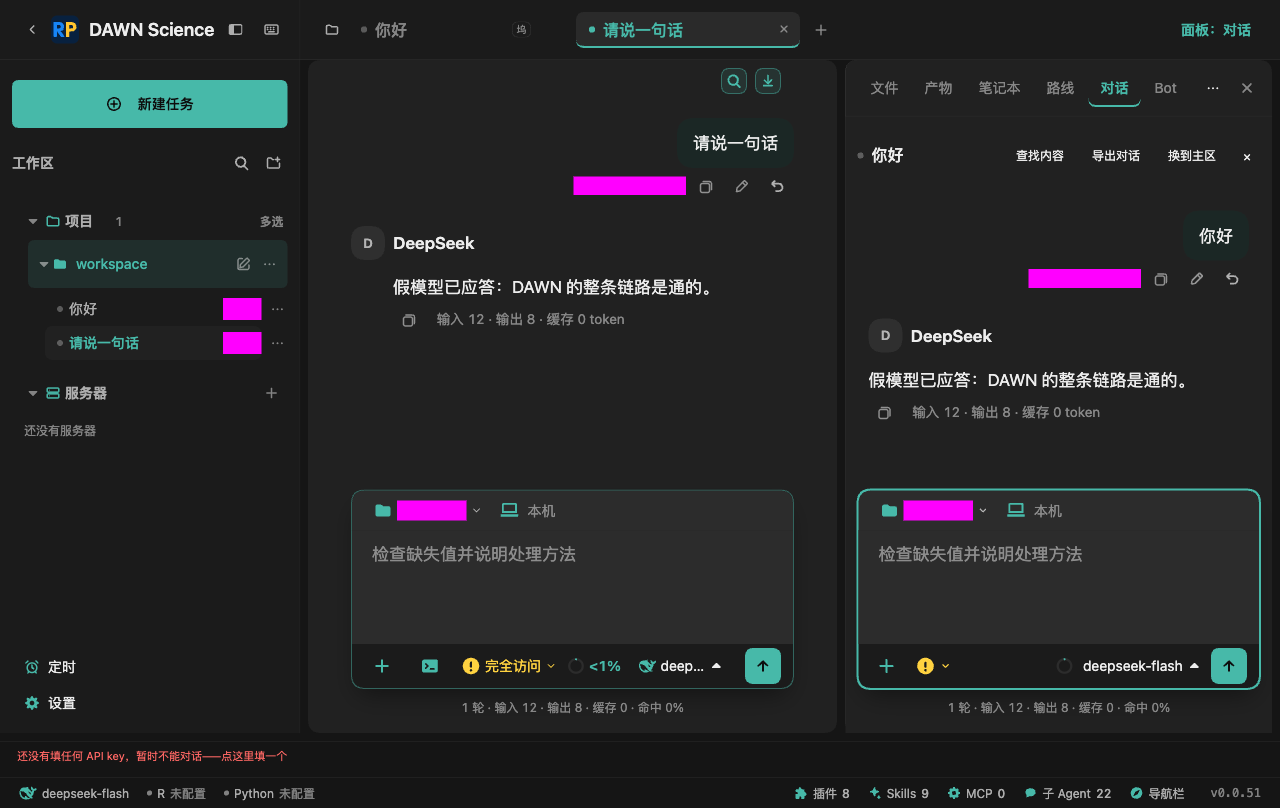 RP DAWN Science
你好
坞
请说一句话
面板：对话
新建任务
工作区
项目 1 多选
workspace
你好
请说一句话
服务器
还没有服务器
定时
设置
请说一句话
D DeepSeek
假模型已应答：DAWN 的整条链路是通的。
输入 12 · 输出 8 · 缓存 0 token
本机
检查缺失值并说明处理方法
完全访问 <1% deep...
1 轮 · 输入 12 · 输出 8 · 缓存 0 · 命中 0%
文件 产物 笔记本 路线 对话 Bot ···
你好 查找内容 导出对话 换到主区 ×
你好
D DeepSeek
假模型已应答：DAWN 的整条链路是通的。
输入 12 · 输出 8 · 缓存 0 token
本机
检查缺失值并说明处理方法
deepseek-flash
1 轮 · 输入 12 · 输出 8 · 缓存 0 · 命中 0%
还没有填任何 API key，暂时不能对话——点这里填一个
deepseek-flash R 未配置 Python 未配置 插件 8 Skills 9 MCP 0 子 Agent 22 导航栏 v0.0.51